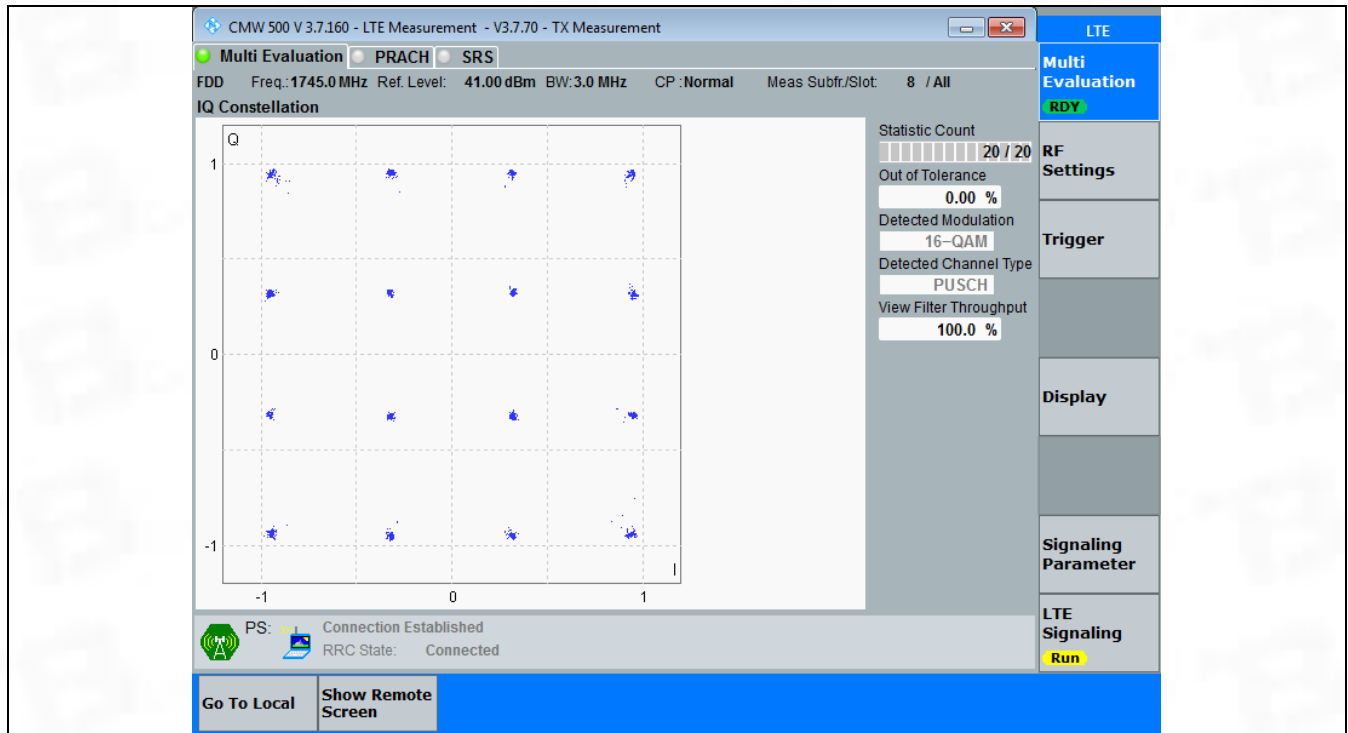 CMW 500 V 3.7.160 - LTE Measurement - V3.7.70 - TX Measurement
LTE
Multi Evaluation PRACH SRS
FDD Freq.:1745.0 MHz Ref. Level: 41.00 dBm BW:3.0 MHz CP :Normal Meas Subfr./Slot: 8 / All
IQ Constellation
Q
1
0
-1
-1 0 1
I
Statistic Count
20 / 20
Out of Tolerance
0.00 %
Detected Modulation
16-QAM
Detected Channel Type
PUSCH
View Filter Throughput
100.0 %
Multi
Evaluation
RDY
RF
Settings
Trigger
Display
Signaling
Parameter
LTE
Signaling
Run
PS: Connection Established
RRC State: Connected
Go To Local
Show Remote
Screen